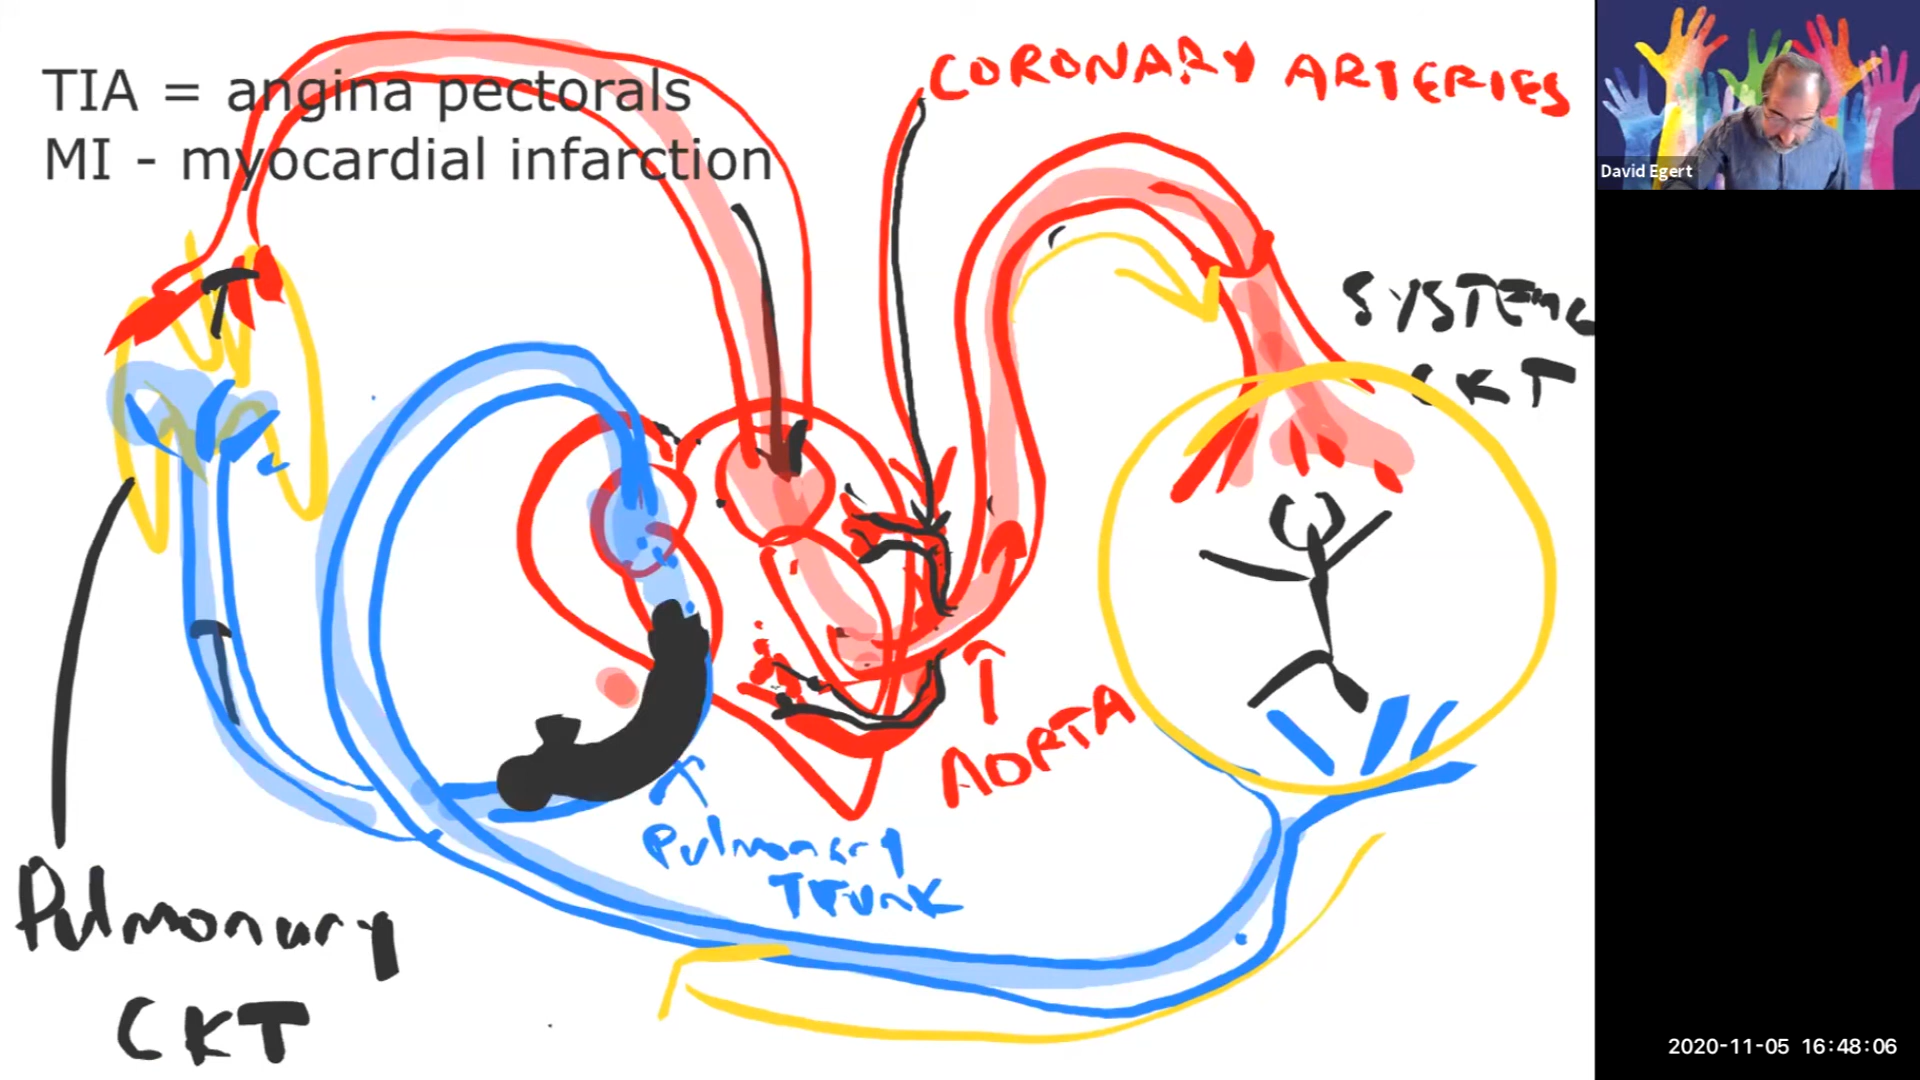 TIA = angina pectorals
MI - myocardial infarction
CORONARY ARTERIES
David Egert
SYSTEMC
CKT
AORTA
Pulmonary
Trunk
Pulmonary
CKT
2020-11-05 16:48:06